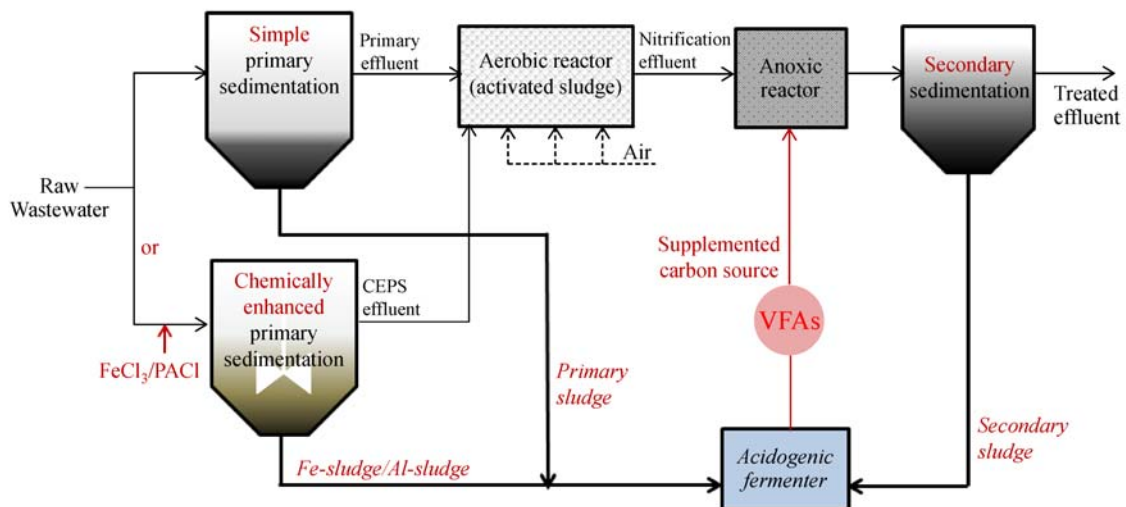 Simple
primary
sedimentation
Primary
effluent
Aerobic reactor
(activated sludge)
Nitrification
effluent
Anoxic
reactor
Secondary
sedimentation
Treated
effluent
Air
Raw
Wastewater
or
Supplemented
carbon source
Chemically
enhanced
primary
sedimentation
CEPS
effluent
VFAs
FeCl₃/PACl
Primary
sludge
Secondary
sludge
Fe-sludge/Al-sludge
Acidogenic
fermenter